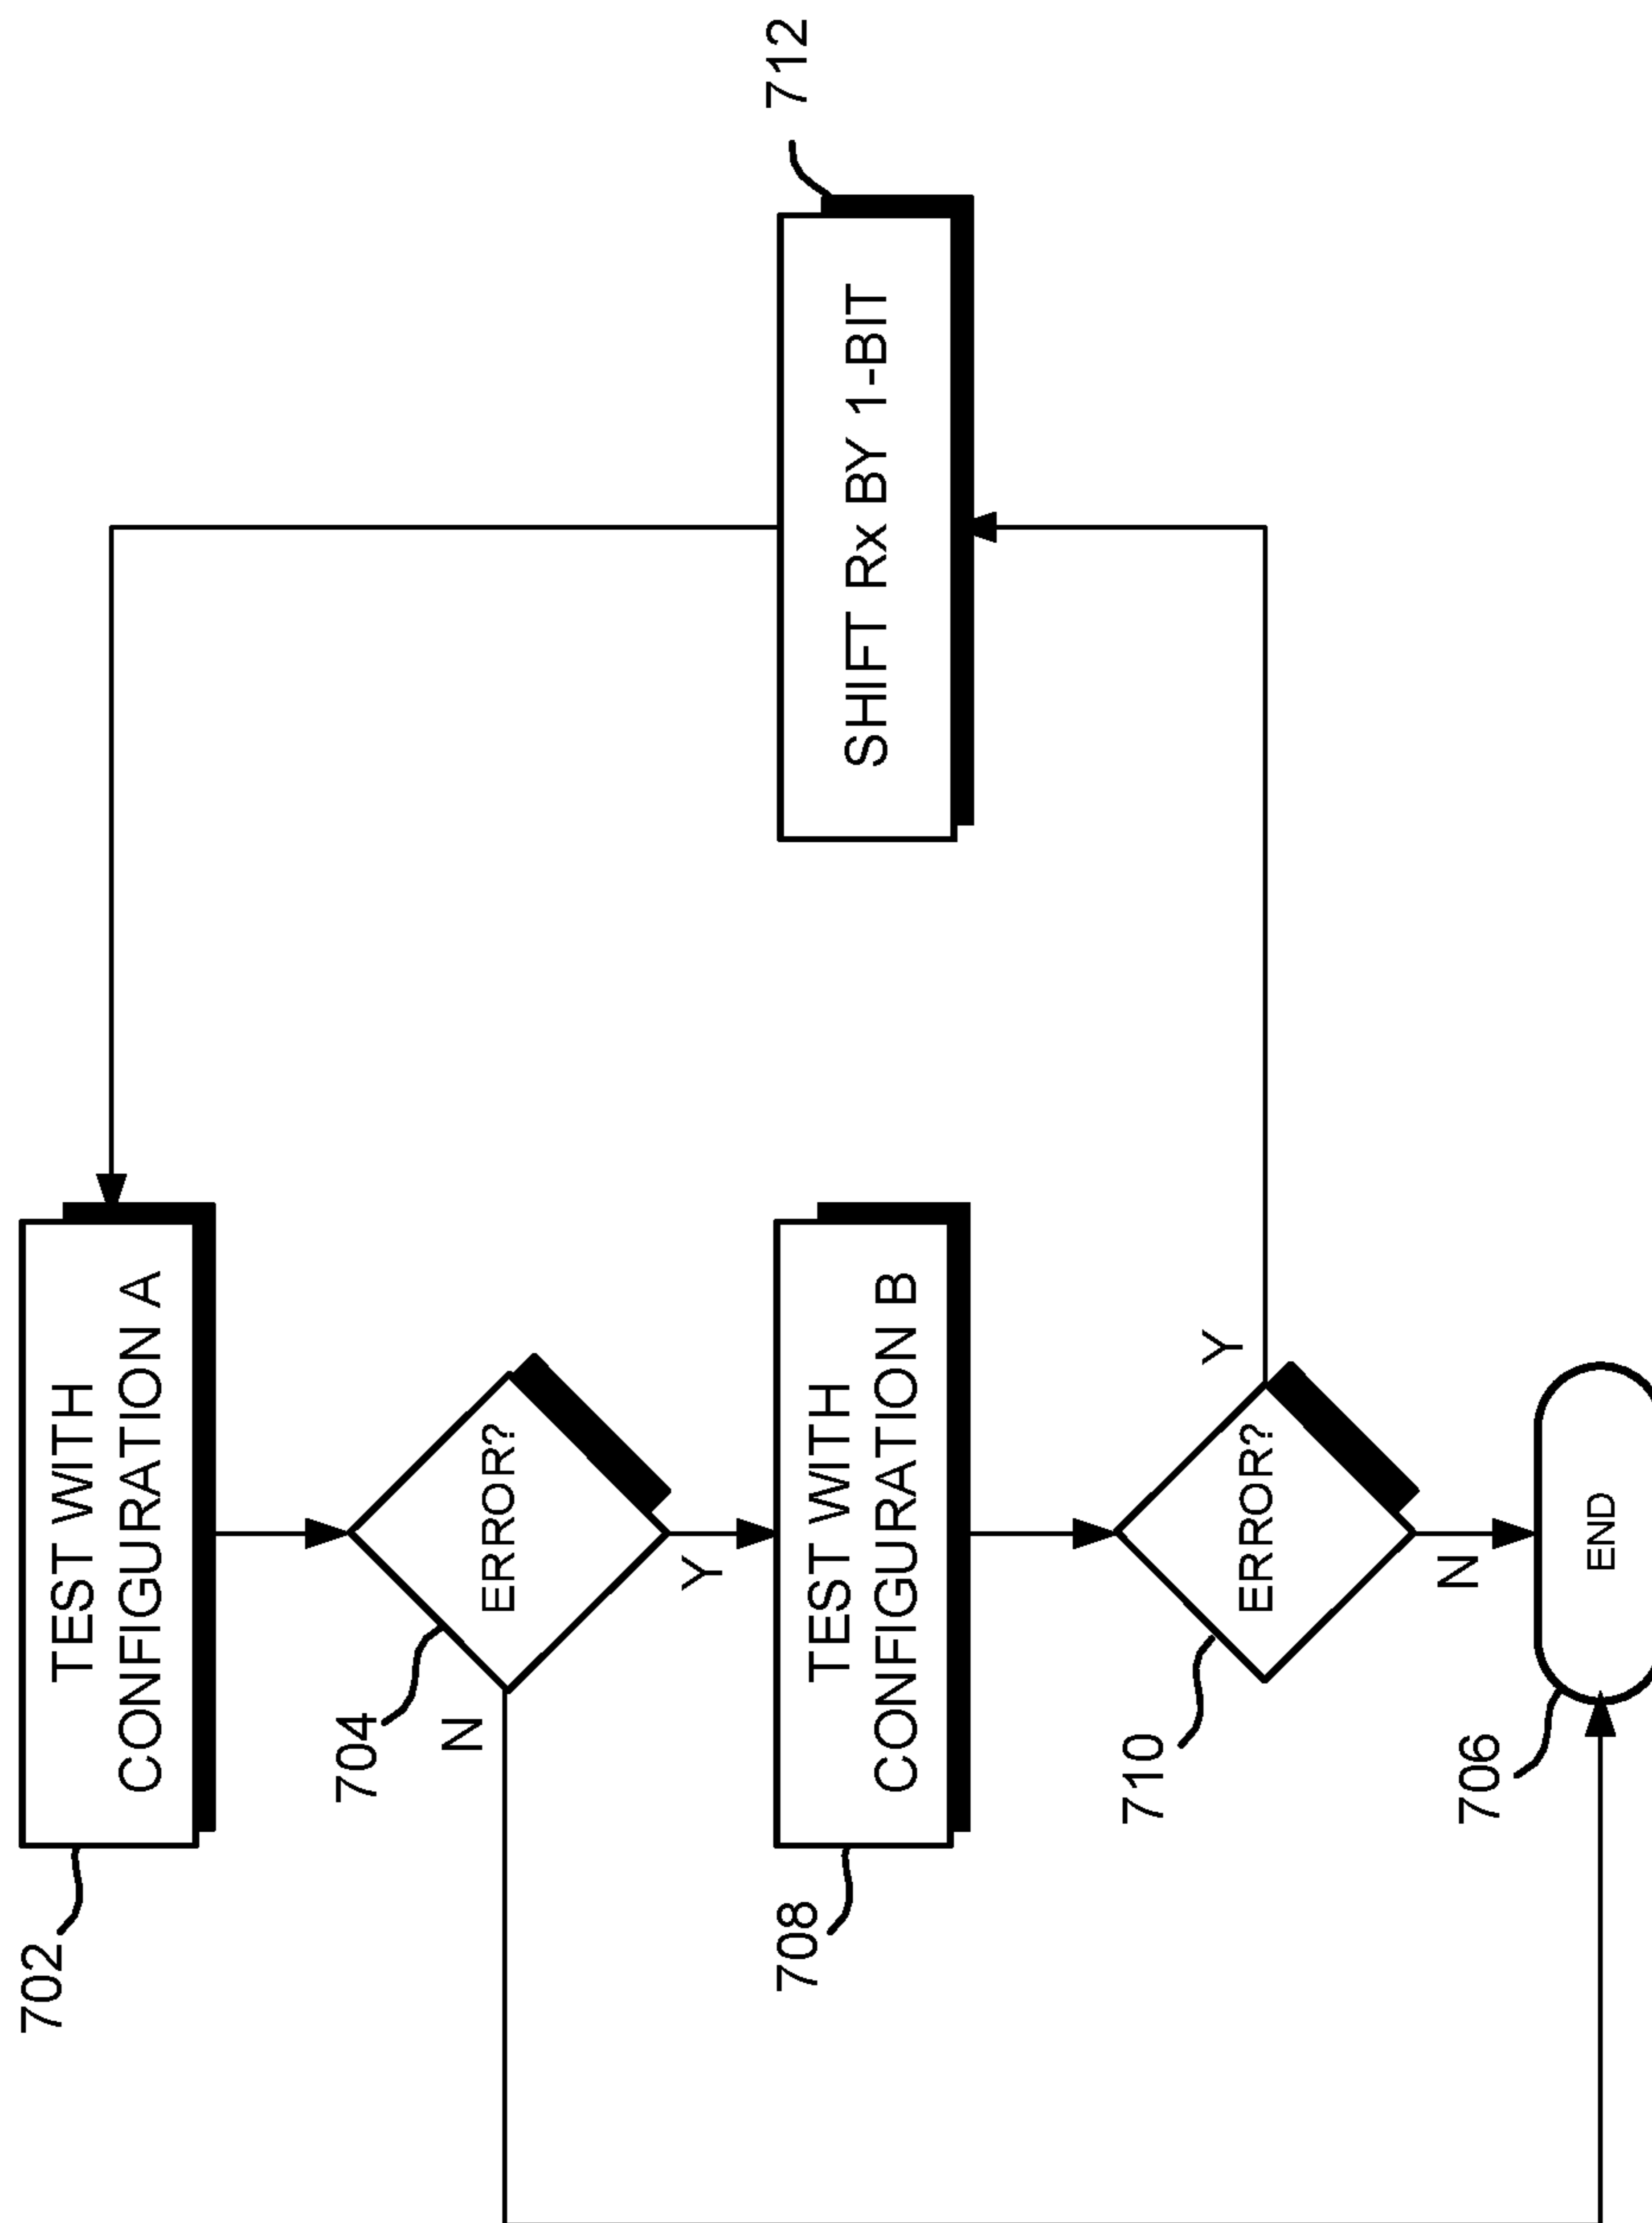 702
TEST WITH
CONFIGURATION A
704
ERROR?
N
Y
708
TEST WITH
CONFIGURATION B
710
ERROR?
Y
N
706
END
712
SHIFT Rx BY 1-BIT